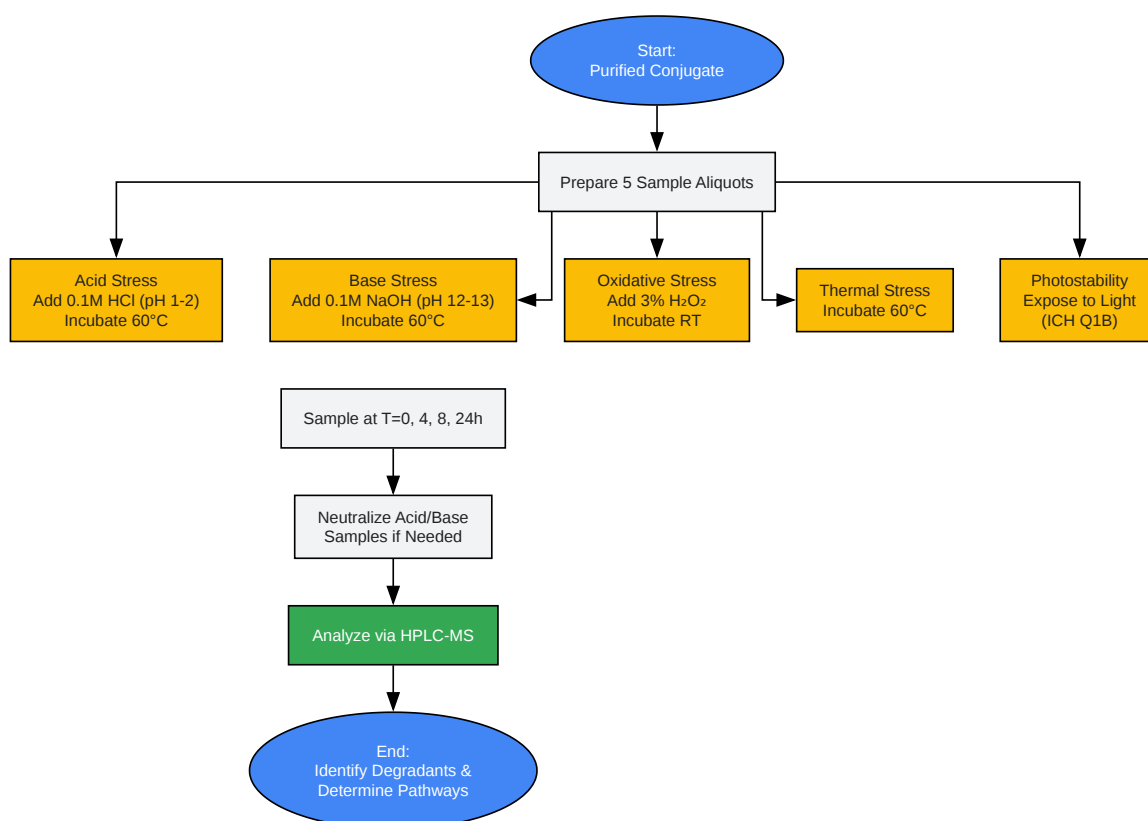 Start:
Purified Conjugate
Prepare 5 Sample Aliquots
Acid Stress
Add 0.1M HCl (pH 1-2)
Incubate 60°C
Base Stress
Add 0.1M NaOH (pH 12-13)
Incubate 60°C
Oxidative Stress
Add 3% H₂O₂
Incubate RT
Thermal Stress
Incubate 60°C
Photostability
Expose to Light
(ICH Q1B)
Sample at T=0, 4, 8, 24h
Neutralize Acid/Base
Samples if Needed
Analyze via HPLC-MS
End:
Identify Degradants &
Determine Pathways